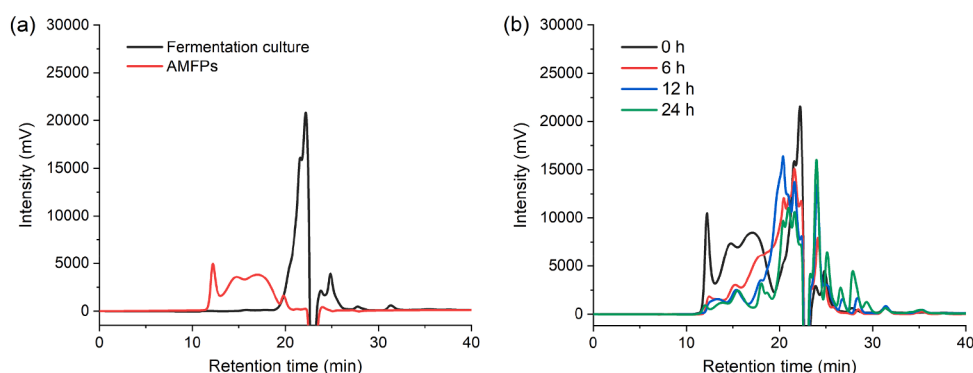 (a)
30000
25000
20000
15000
10000
5000
0
Intensity (mV)
Fermentation culture
AMFPs
0 10 20 30 40
Retention time (min)
(b)
30000
25000
20000
15000
10000
5000
0
Intensity (mV)
0 h
6 h
12 h
24 h
0 10 20 30 40
Retention time (min)